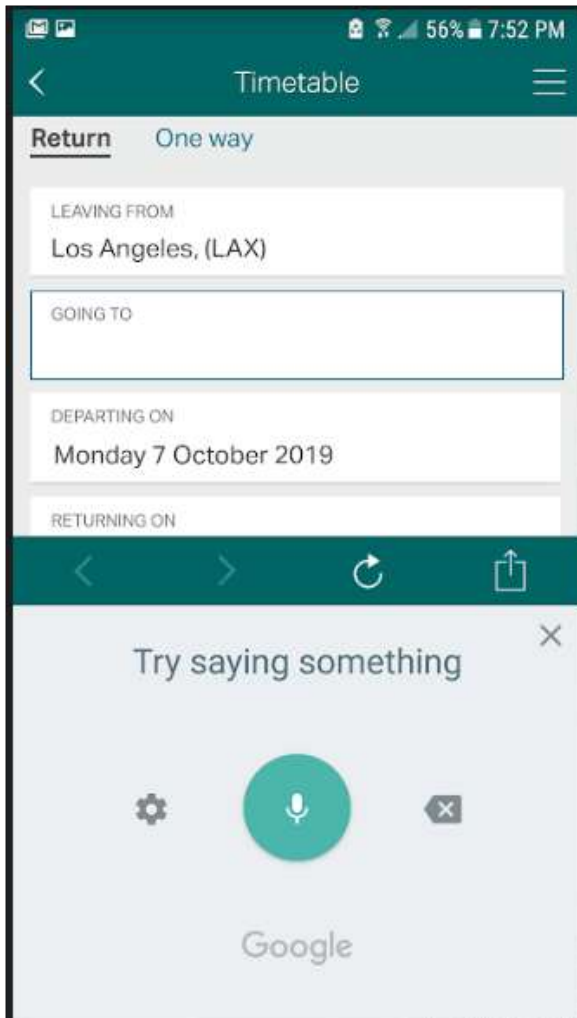 56% 7:52 PM
Timetable
Return One way
LEAVING FROM
Los Angeles, (LAX)
GOING TO
DEPARTING ON
Monday 7 October 2019
RETURNING ON
Try saying something
Google